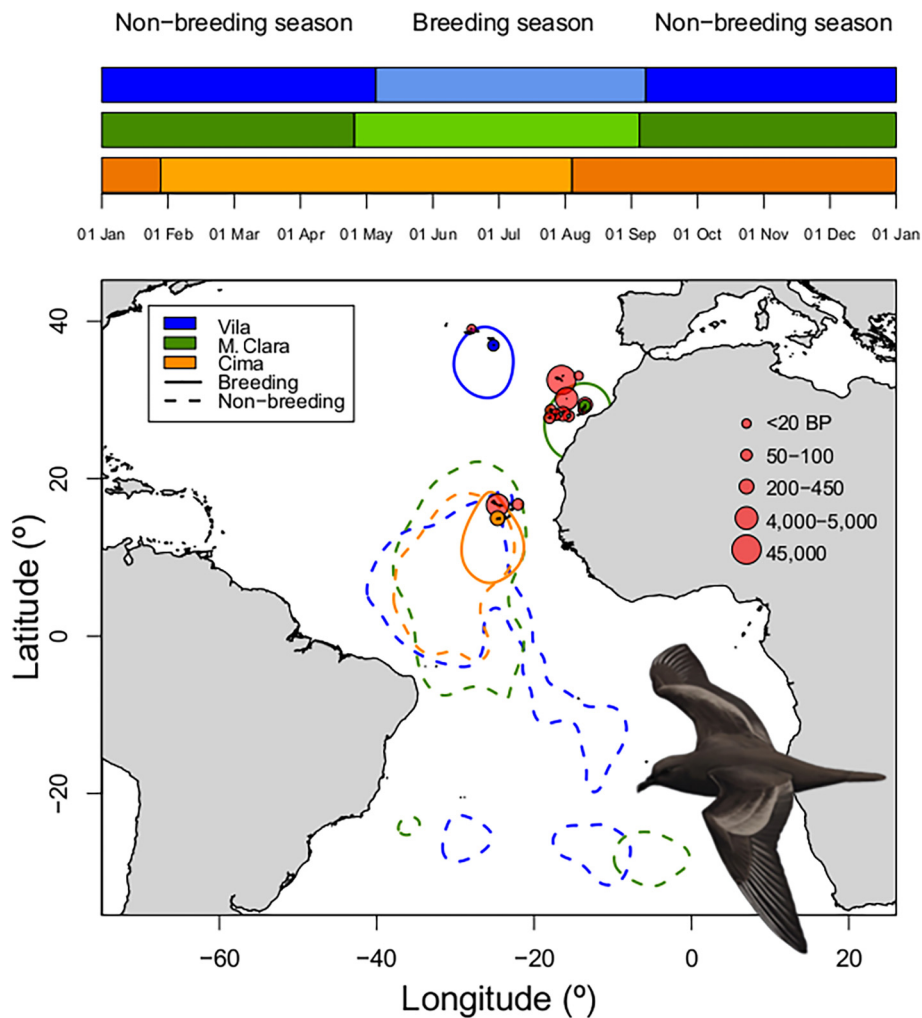 Non-breeding season Breeding season Non-breeding season
01 Jan 01 Feb 01 Mar 01 Apr 01 May 01 Jun 01 Jul 01 Aug 01 Sep 01 Oct 01 Nov 01 Dec 01 Jan
Vila
M. Clara
Cima
Breeding
Non-breeding
<20 BP
50-100
200-450
4,000-5,000
45,000
40
20
0
-20
Latitude (º)
-60 -40 -20 0 20
Longitude (º)